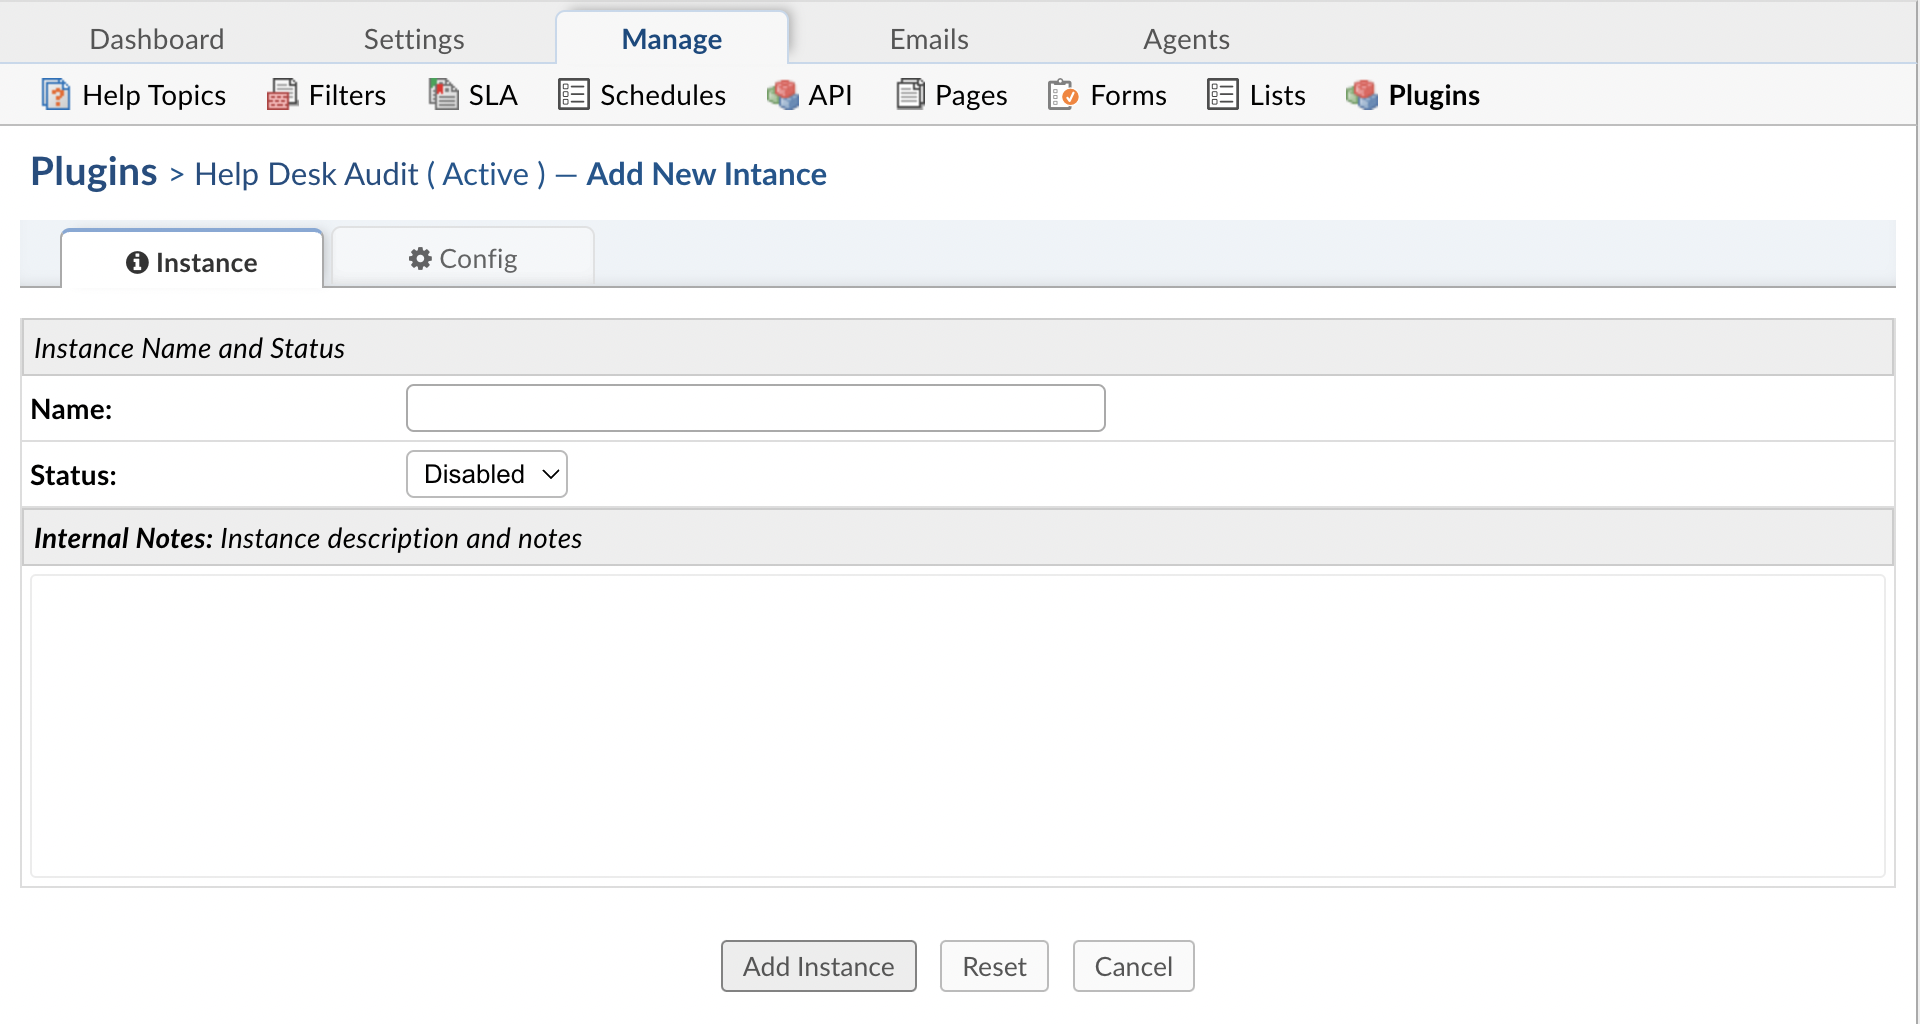 Dashboard Settings Manage Emails Agents
Help Topics Filters SLA Schedules API Pages Forms Lists Plugins
Plugins > Help Desk Audit ( Active ) — Add New Intance
Instance Config
Instance Name and Status
Name:
Status: Disabled
Internal Notes: Instance description and notes
Add Instance Reset Cancel